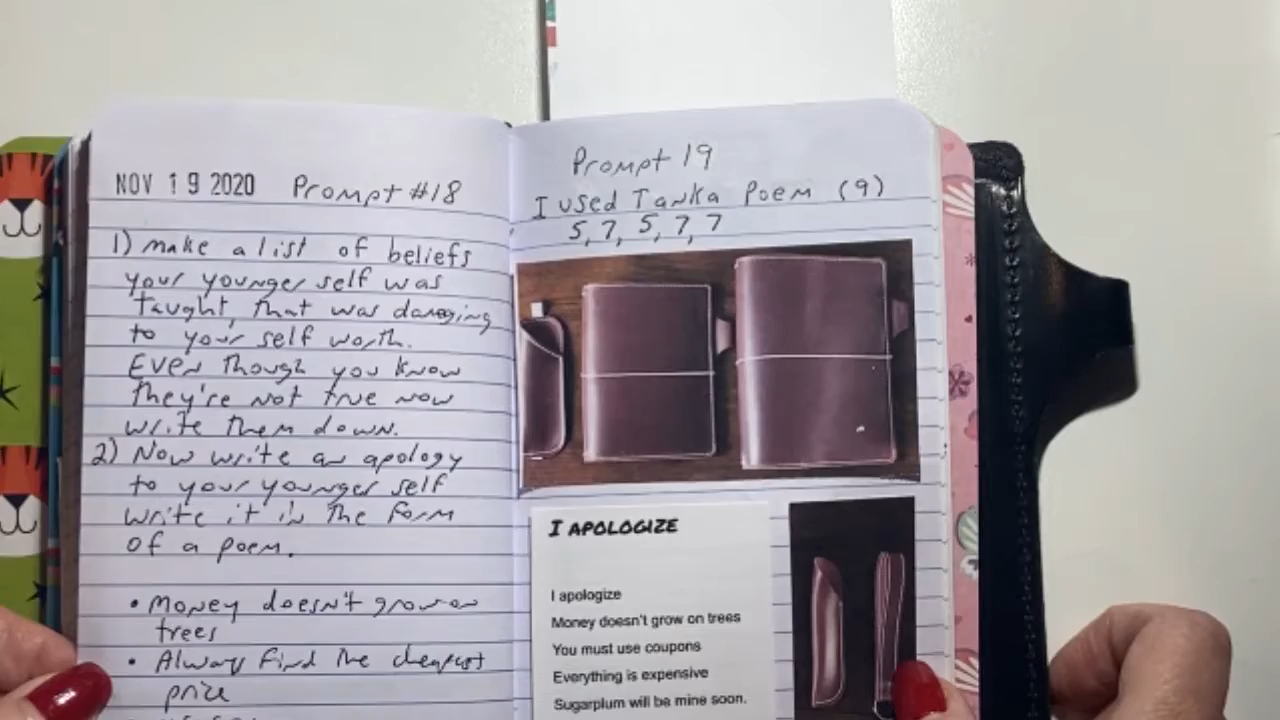 NOV 19 2020 Prompt #18
1) Make a list of beliefs
your younger self was
taught, that was damaging
to your self worth.
Even though you know
they're not true now
write them down.
2) Now write an apology
to your younger self
write it in the form
of a poem.
• Money doesn't grow on
trees
• Always find the cheapest
price
Prompt 19
I used Tanka Poem (9)
5, 7, 5, 7, 7
I APOLOGIZE
I apologize
Money doesn't grow on trees
You must use coupons
Everything is expensive
Sugarplum will be mine soon.